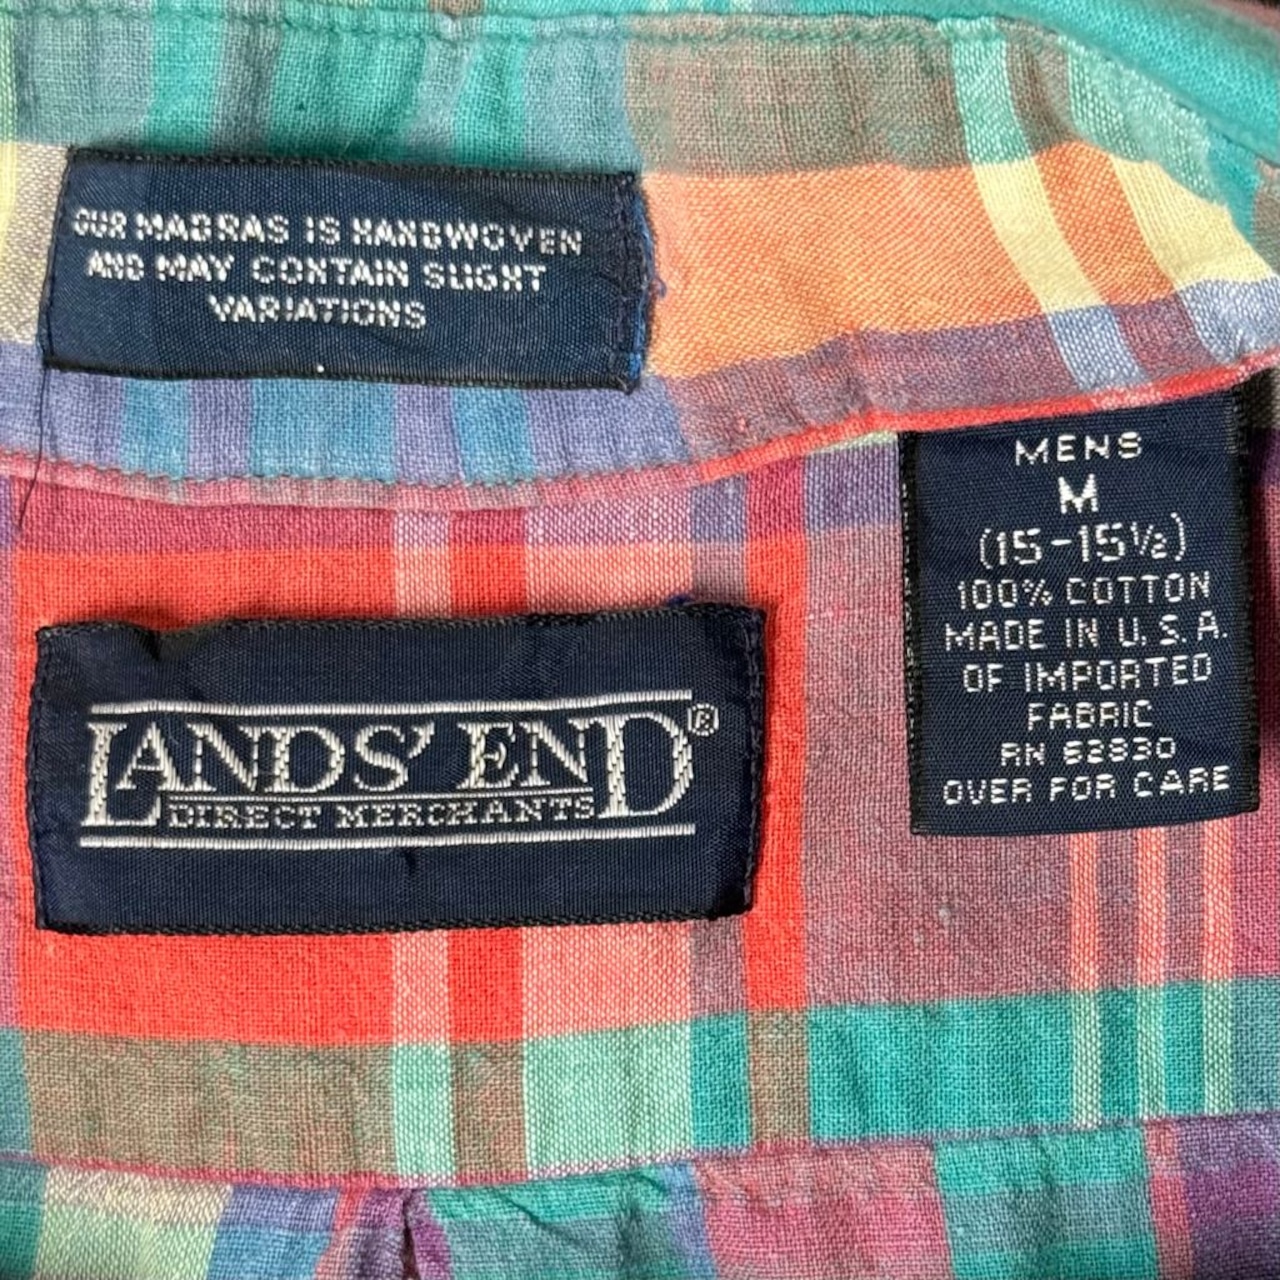 OUR MADRAS IS HANDWOVEN
AND MAY CONTAIN SLIGHT
VARIATIONS
MENS
M
(15-15½)
100% COTTON
MADE IN U.S.A.
OF IMPORTED
FABRIC
RN 62830
OVER FOR CARE
LANDS' END®
DIRECT MERCHANTS